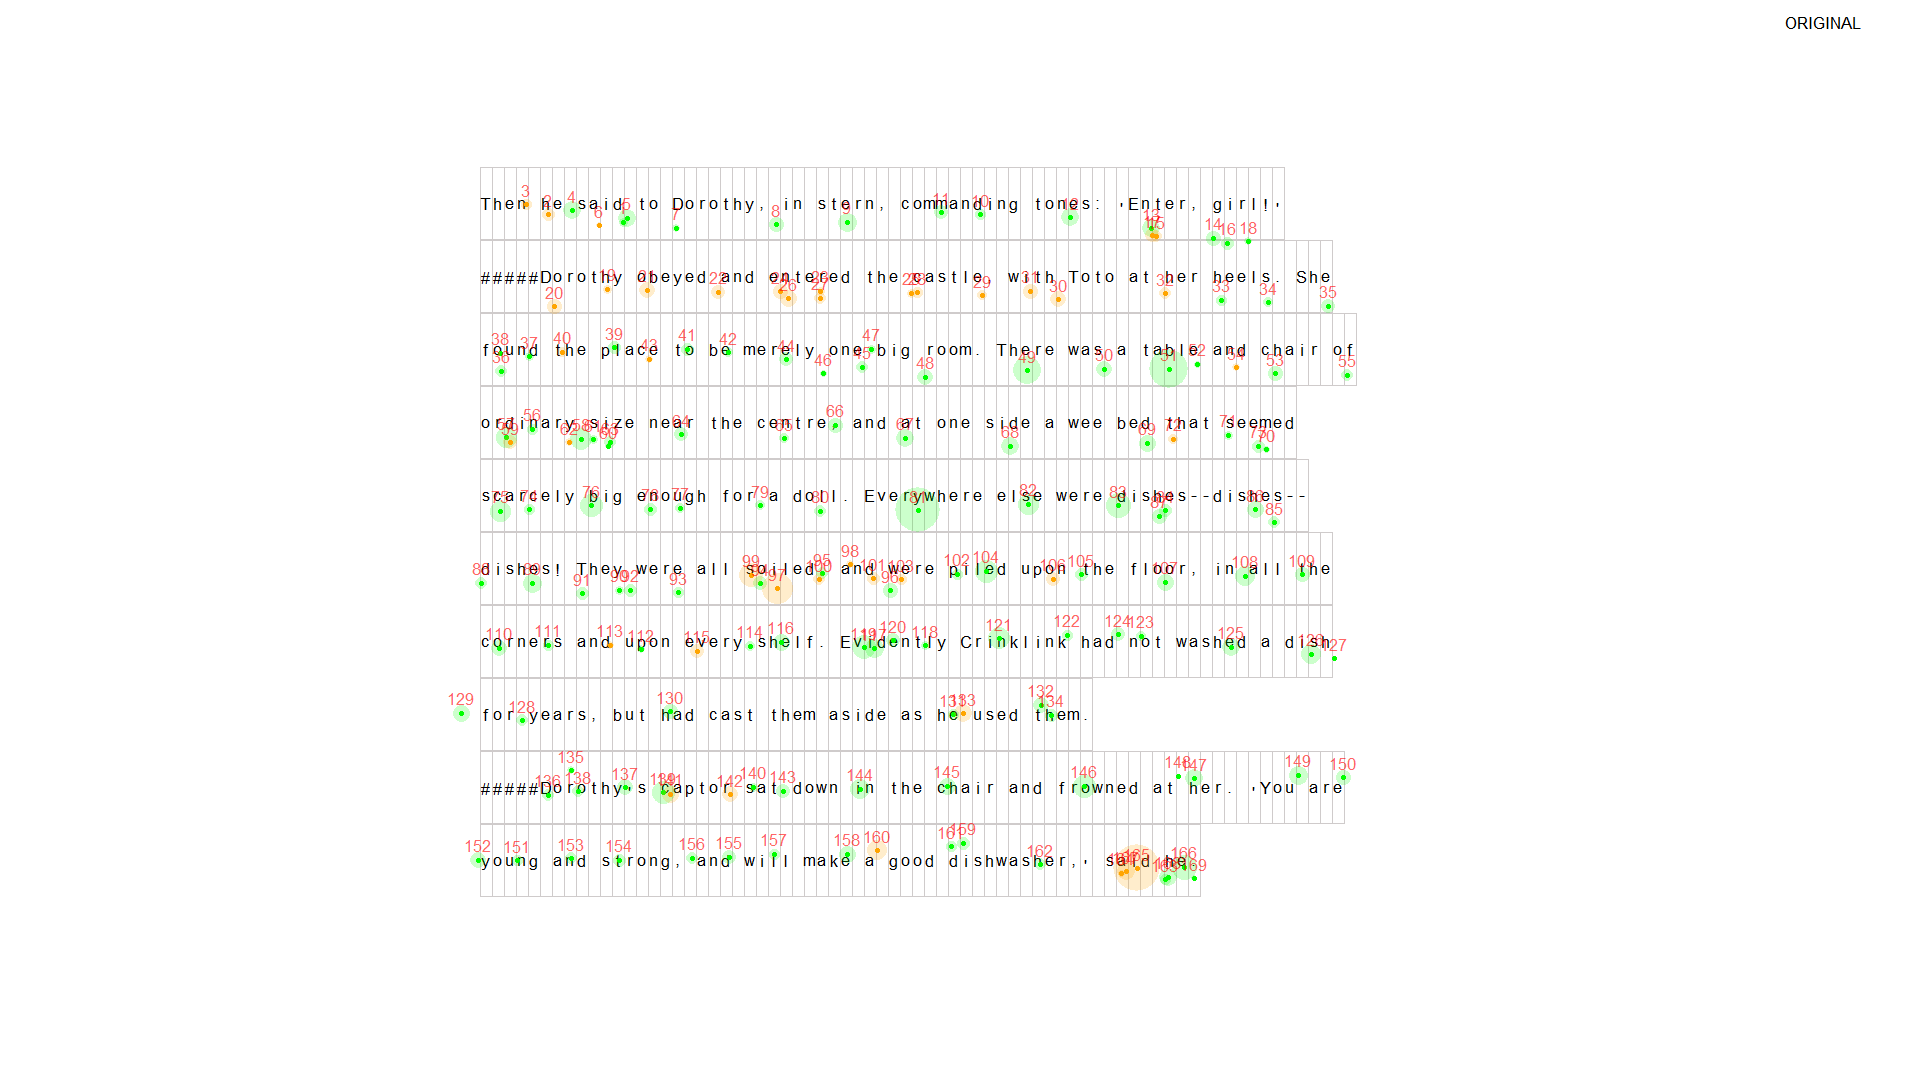 ORIGINAL
Then he said to Dorothy, in stern, commanding tones: 'Enter, girl!'
#####Dorothy obeyed and entered the castle, with Toto at her heels. She
found the place to be merely one big room. There was a table and chair of
ordinary size near the centre, and at one side a wee bed that seemed
scarcely big enough for a doll. Everywhere else were dishes--dishes--
dishes! They were all soiled, and were piled upon the floor, in all the
corners and upon every shelf. Evidently Crinklink had not washed a dish
for years, but had cast them aside as he used them.
#####Dorothy's captor sat down in the chair and frowned at her. 'You are
young and strong, and will make a good dishwasher,' said he.